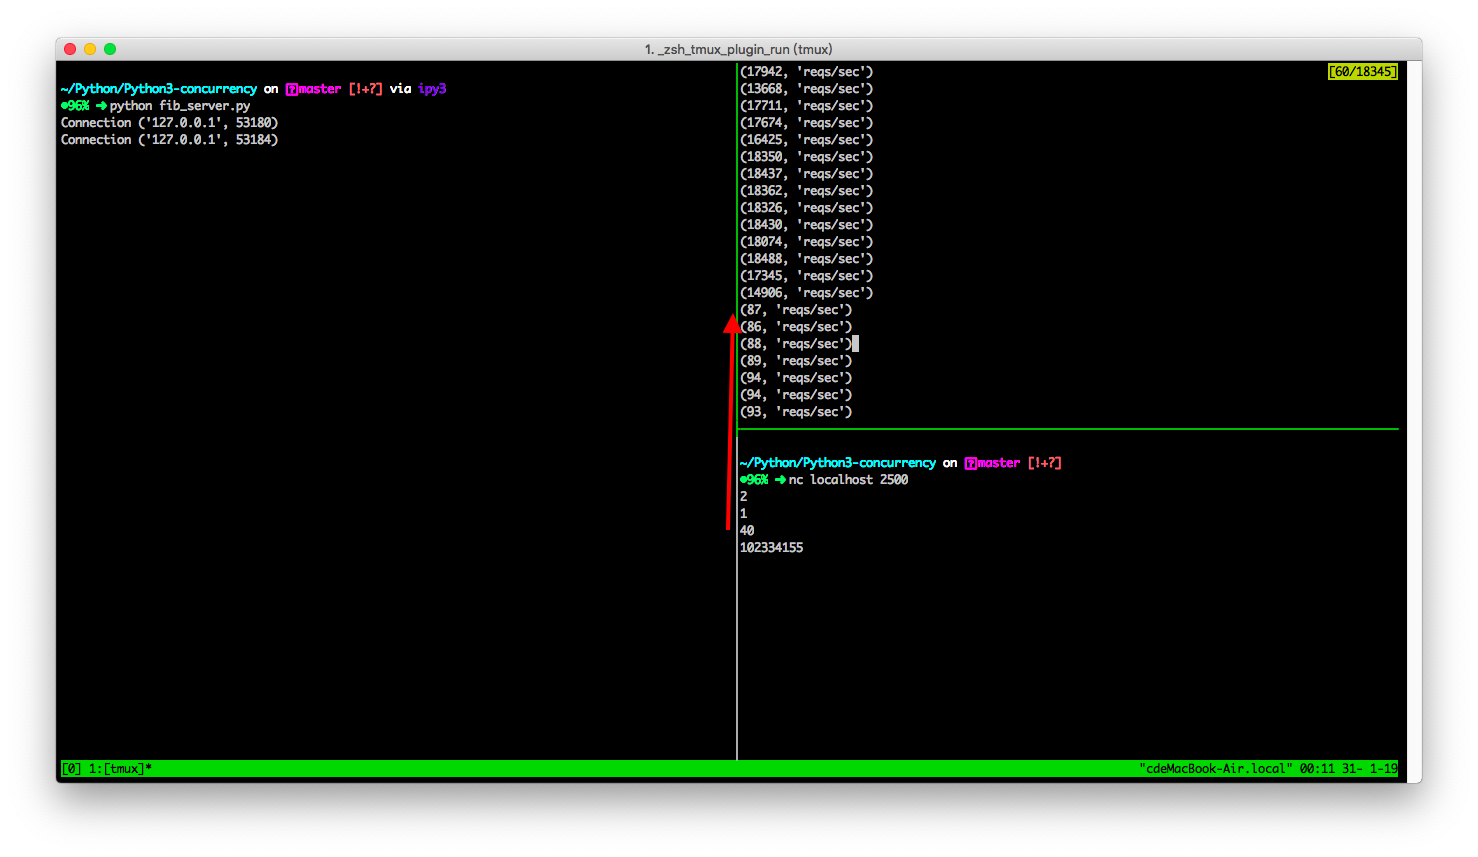 1. _zsh_tmux_plugin_run (tmux)
~/Python/Python3-concurrency on master [!+?] via ipy3
96% ➜ python fib_server.py
Connection ('127.0.0.1', 53180)
Connection ('127.0.0.1', 53184)
[60/18345]
(17942, 'reqs/sec')
(13668, 'reqs/sec')
(17711, 'reqs/sec')
(17674, 'reqs/sec')
(16425, 'reqs/sec')
(18350, 'reqs/sec')
(18437, 'reqs/sec')
(18362, 'reqs/sec')
(18326, 'reqs/sec')
(18430, 'reqs/sec')
(18074, 'reqs/sec')
(18488, 'reqs/sec')
(17345, 'reqs/sec')
(14906, 'reqs/sec')
(87, 'reqs/sec')
(86, 'reqs/sec')
(88, 'reqs/sec')
(89, 'reqs/sec')
(94, 'reqs/sec')
(94, 'reqs/sec')
(93, 'reqs/sec')
~/Python/Python3-concurrency on master [!+?]
96% ➜ nc localhost 2500
2
1
40
102334155
[0] 1:[tmux]* "cdeMacBook-Air.local" 00:11 31- 1-19